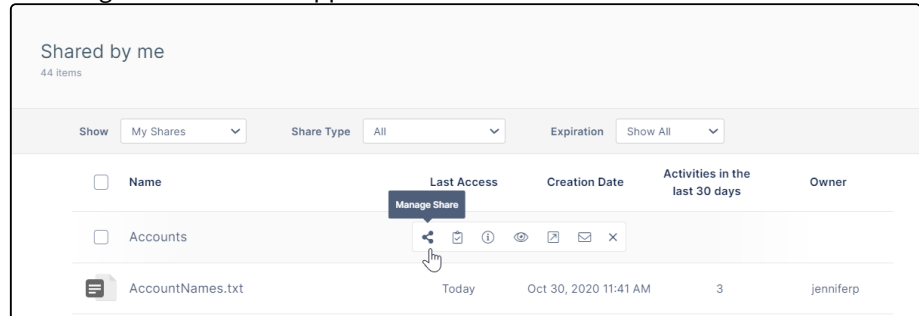 Shared by me
44 items
Show My Shares Share Type All Expiration Show All
Name Last Access Creation Date Activities in the last 30 days Owner
Manage Share
Accounts
AccountNames.txt Today Oct 30, 2020 11:41 AM 3 jenniferp